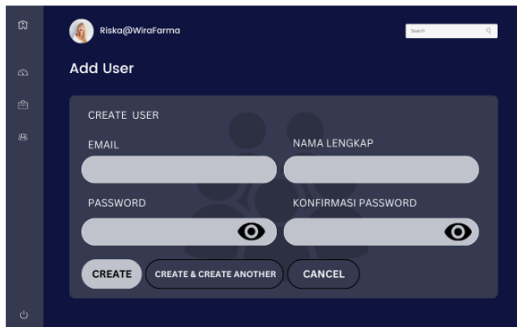 Riska@WiraFarma
Search
Add User
CREATE USER
EMAIL
NAMA LENGKAP
PASSWORD
KONFIRMASI PASSWORD
CREATE
CREATE & CREATE ANOTHER
CANCEL